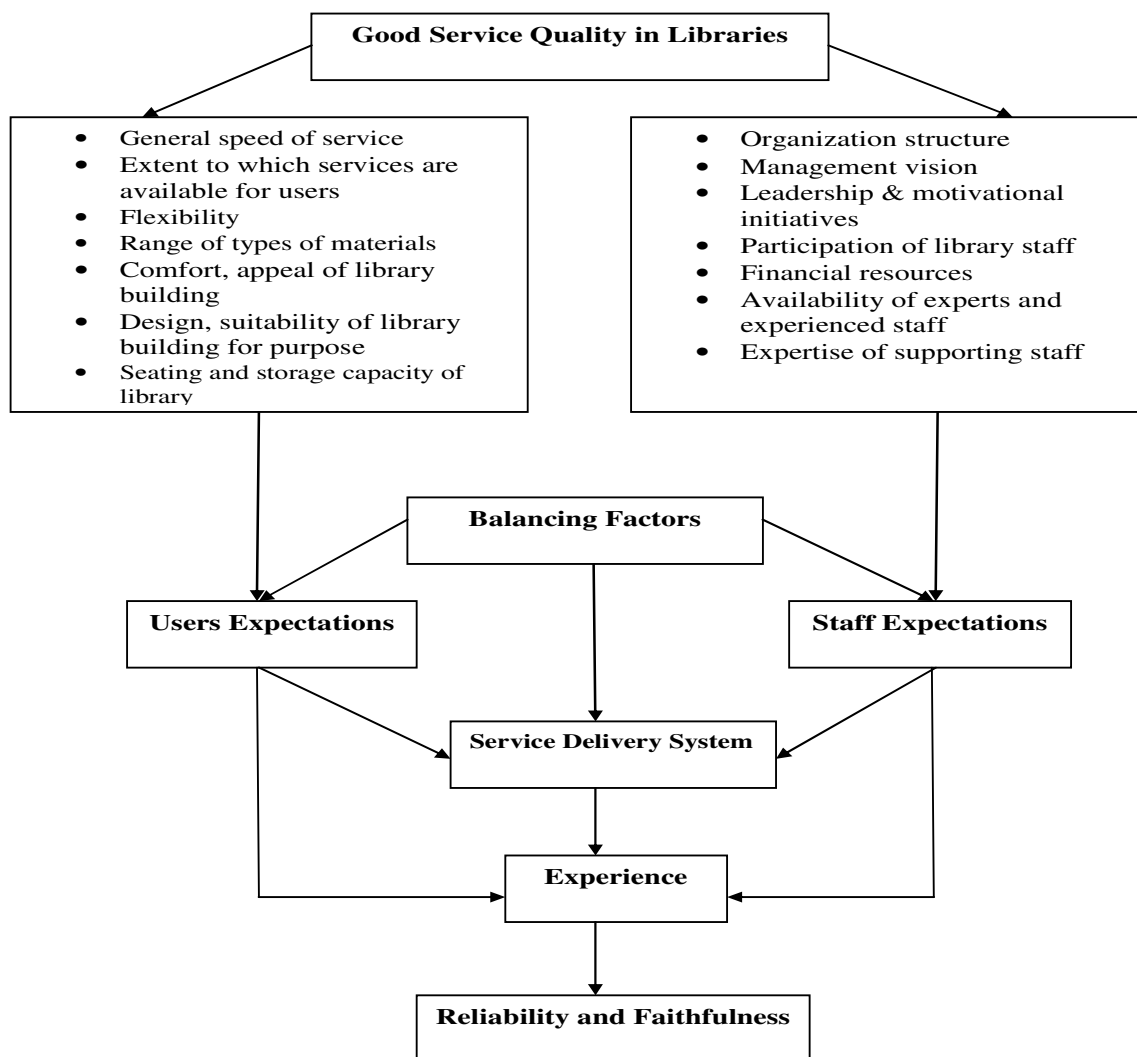 Good Service Quality in Libraries
• General speed of service
• Extent to which services are
available for users
• Flexibility
• Range of types of materials
• Comfort, appeal of library
building
• Design, suitability of library
building for purpose
• Seating and storage capacity of
library
• Organization structure
• Management vision
• Leadership & motivational
initiatives
• Participation of library staff
• Financial resources
• Availability of experts and
experienced staff
• Expertise of supporting staff
Balancing Factors
Users Expectations
Staff Expectations
Service Delivery System
Experience
Reliability and Faithfulness